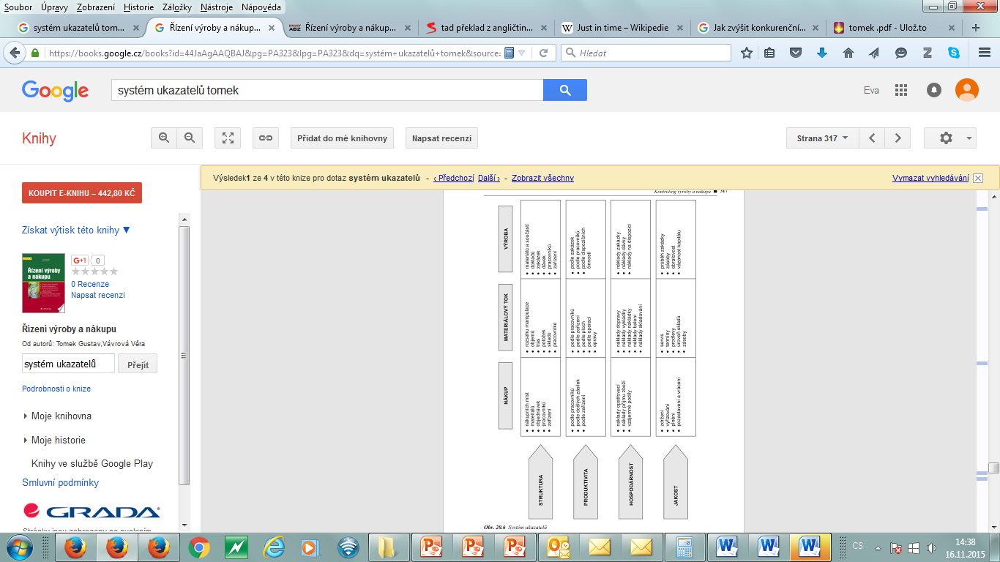 Soubor Úpravy Zobrazení Historie Záložky Nástroje Nápověda
systém ukazatelů tom...
Řízení výroby a nákup...
KNIHY ABZ Řízení výroby a nákup...
tad překlad z angličtin...
Just in time – Wikipedie
Jak zvýšit konkurenční...
tomek .pdf - Ulož.to
https://books.google.cz/books?id=44JaAgAAQBAJ&pg=PA323&lpg=PA323&dq=systém+ukazatelů+tomek&source=
Hledat
Google
systém ukazatelů tomek
Eva
Knihy
Přidat do mé knihovny
Napsat recenzi
Strana 317
Výsledek1 ze 4 v této knize pro dotaz systém ukazatelů - ‹ Předchozí Další › - Zobrazit všechny
Vymazat vyhledávání
KOUPIT E-KNIHU – 442,80 KČ
Získat výtisk této knihy ▼
Řízení výroby a nákupu
G+1 0
0 Recenze
Napsat recenzi
Řízení výroby a nákupu
Od autorů: Tomek Gustav,Vávrová Věra
systém ukazatelů
Přejít
Podrobnosti o knize
Moje knihovna
Moje historie
Knihy ve službě Google Play
Smluvní podmínky
GRADA
Stránky jsou zobrazeny se svolením
Kontroling výroby a nákupu ■ 317
NÁKUP
MATERIÁLOVÝ TOK
VÝROBA
STRUKTURA
• nákupních míst
• materiálů
• objednávek
• pracovníků
• zařízení
• rozsahu manipulace
• objemů
• tras
• položek
• skladů
• pracovníků
• materiálů a součástí
• dokladů
• zakázek
• dávek
• pracovníků
• zařízení
PRODUKTIVITA
• podle pracovníků
• podle došlých zásilek
• podle zařízení
• podle pracovníků
• podle zařízení
• podle ploch
• podle operací
• opravy
• podle zakázek
• podle pracovníků
• podle dispozičních
činností
HOSPODÁRNOST
• náklady opatřovací
• náklady příjmu zboží
• vzájemné podíly
• náklady dopravy
• náklady vykládky
• náklady nakládky
• náklady balení
• náklady skladování
• náklady zakázky
• náklady dávky
• náklady na dispozici
JAKOST
• zdržení
• vyřizování
• plnění
• pozastavení a vrácení
• servis
• termíny
• prodlevy
• úroveň skladů
• zásoby
• průběh zakázky
• zásoby
• obratovost
• vázanost kapitálu
Obr. 20.6 Systém ukazatelů
CS
14:38
16.11.2015